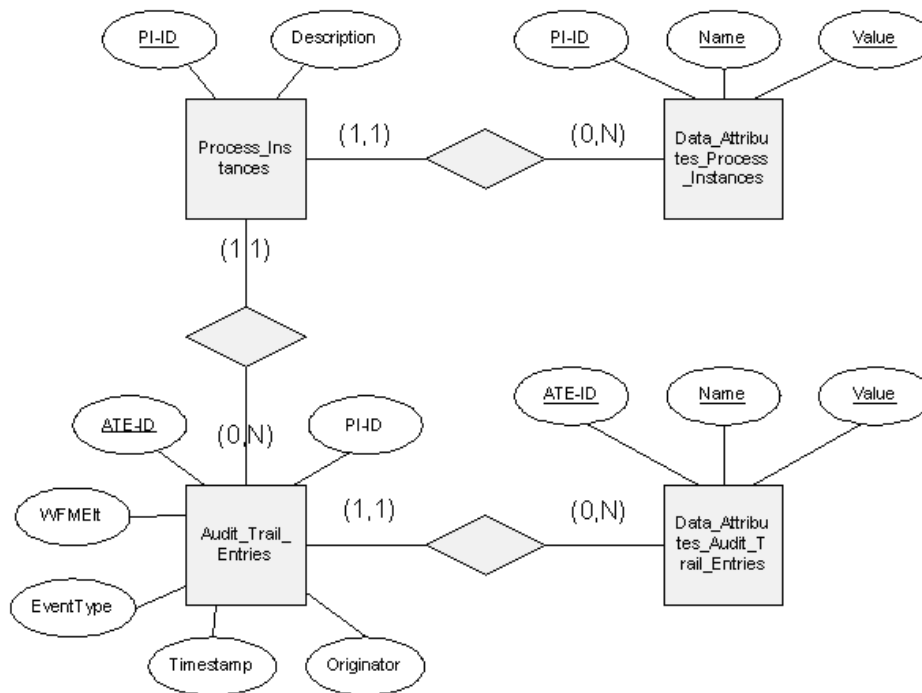 PI-ID
Description
PI-ID
Name
Value
Process_Ins
tances
(1,1)
(0,N)
Data_Attribu
tes_Process
_Instances
(1,1)
ATE-ID
(0,N)
PI-ID
ATE-ID
Name
Value
WFMElt
Audit_Trail_
Entries
(1,1)
(0,N)
Data_Attribu
tes_Audit_T
rail_Entries
EventType
Timestamp
Originator